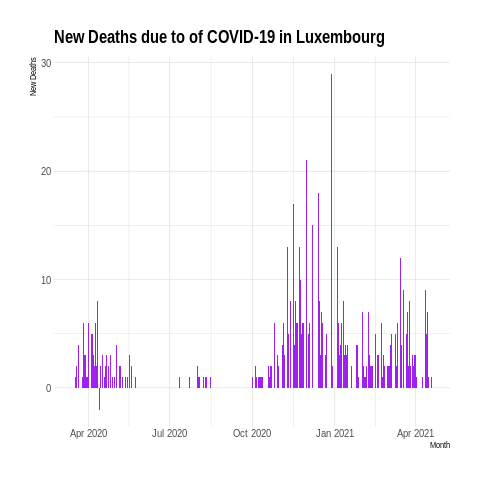 New Deaths due to of COVID-19 in Luxembourg
New Deaths
30
20
10
0
Apr 2020 Jul 2020 Oct 2020 Jan 2021 Apr 2021
Month